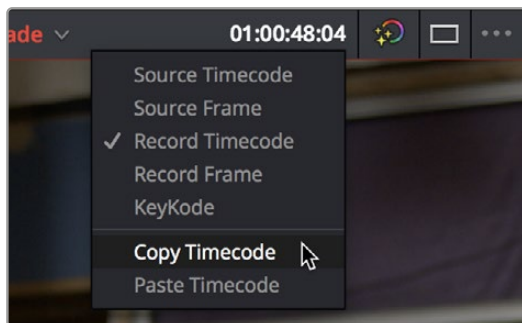 ade 01:00:48:04
Source Timecode
Source Frame
Record Timecode
Record Frame
KeyKode
Copy Timecode
Paste Timecode